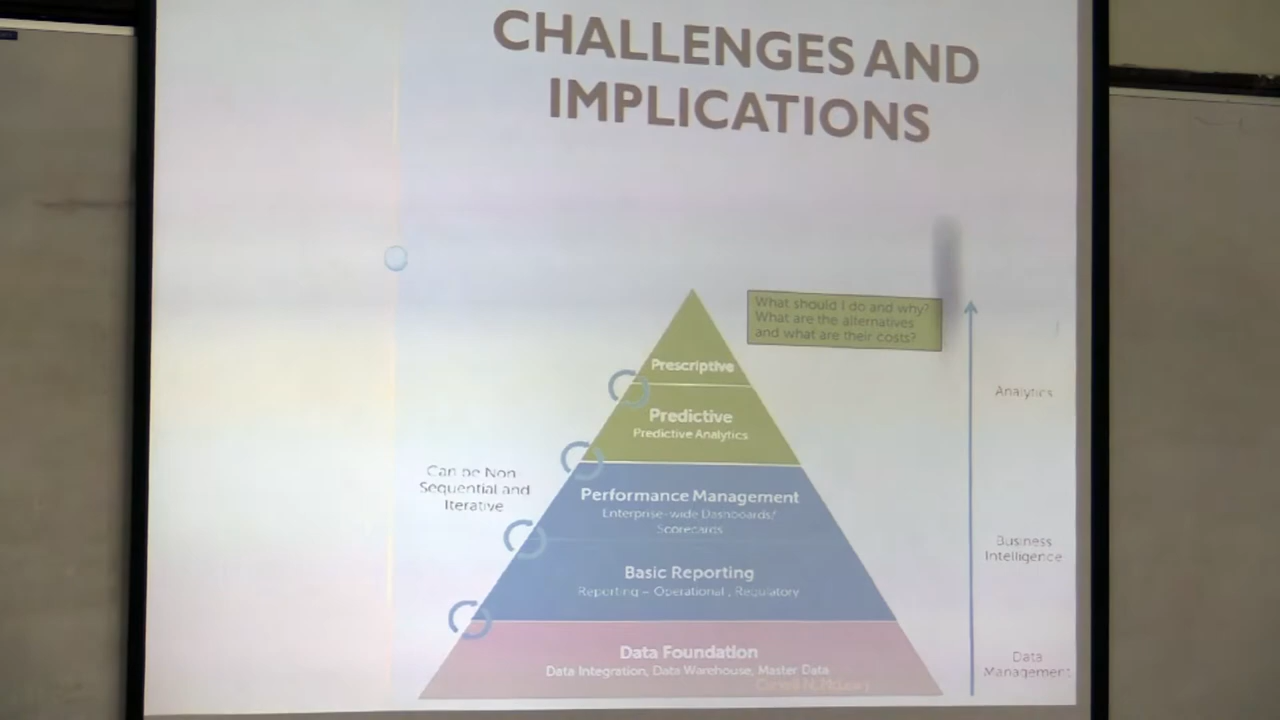 CHALLENGES AND
IMPLICATIONS
What should I do and why?
What are the alternatives
and what are their costs?
Prescriptive
Analytics
Predictive
Predictive Analytics
Can be Non
Sequential and
Iterative
Performance Management
Enterprise-wide Dashboards/
Scorecards
Business
Intelligence
Basic Reporting
Reporting – Operational , Regulatory
Data Foundation
Data Integration, Data Warehouse, Master Data
Data
Management